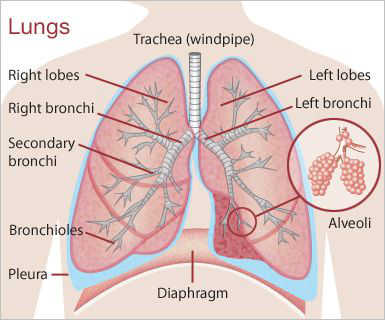 Lungs
Trachea (windpipe)
Right lobes
Left lobes
Right bronchi
Left bronchi
Secondary
bronchi
Bronchioles
Alveoli
Pleura
Diaphragm